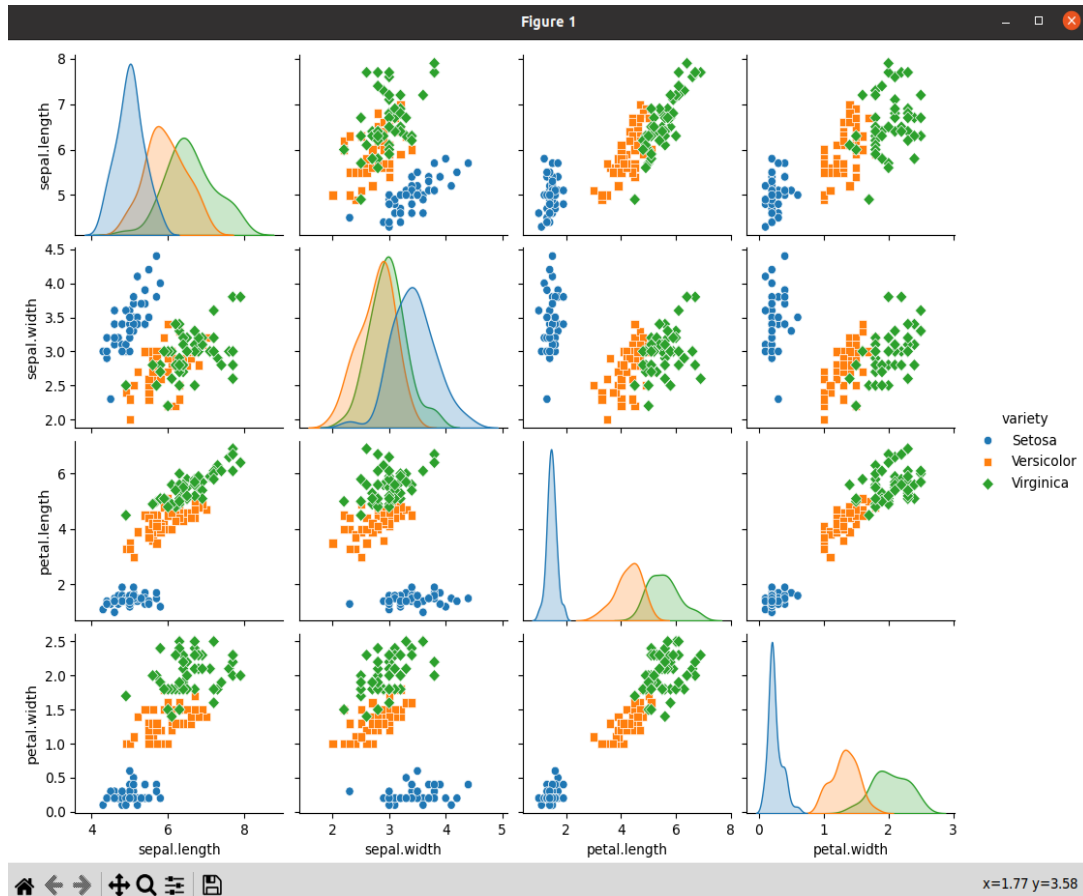 Figure 1
8
7
6
5
sepal.length
4.5
4.0
3.5
3.0
2.5
2.0
sepal.width
6
4
2
petal.length
2.5
2.0
1.5
1.0
0.5
0.0
petal.width
4 6 8
sepal.length
2 3 4 5
sepal.width
2 4 6 8
petal.length
0 1 2 3
petal.width
variety
Setosa
Versicolor
Virginica
x=1.77 y=3.58